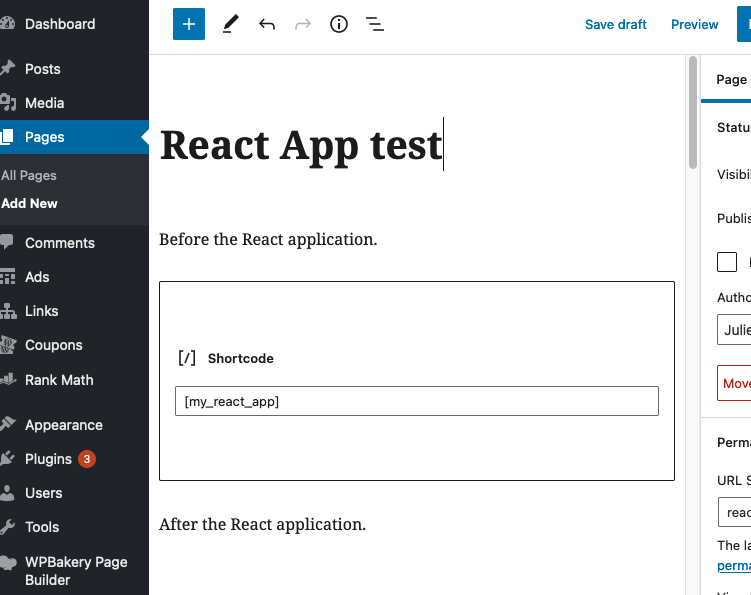 Dashboard
Posts
Media
Pages
All Pages
Add New
Comments
Ads
Links
Coupons
Rank Math
Appearance
Plugins 3
Users
Tools
WPBakery Page
Builder
Save draft
Preview
React App test
Before the React application.
[/] Shortcode
[my_react_app]
After the React application.
Page
Statu
Visibi
Publis
Autho
Julie
Move
Perma
URL S
reac
The la
perma